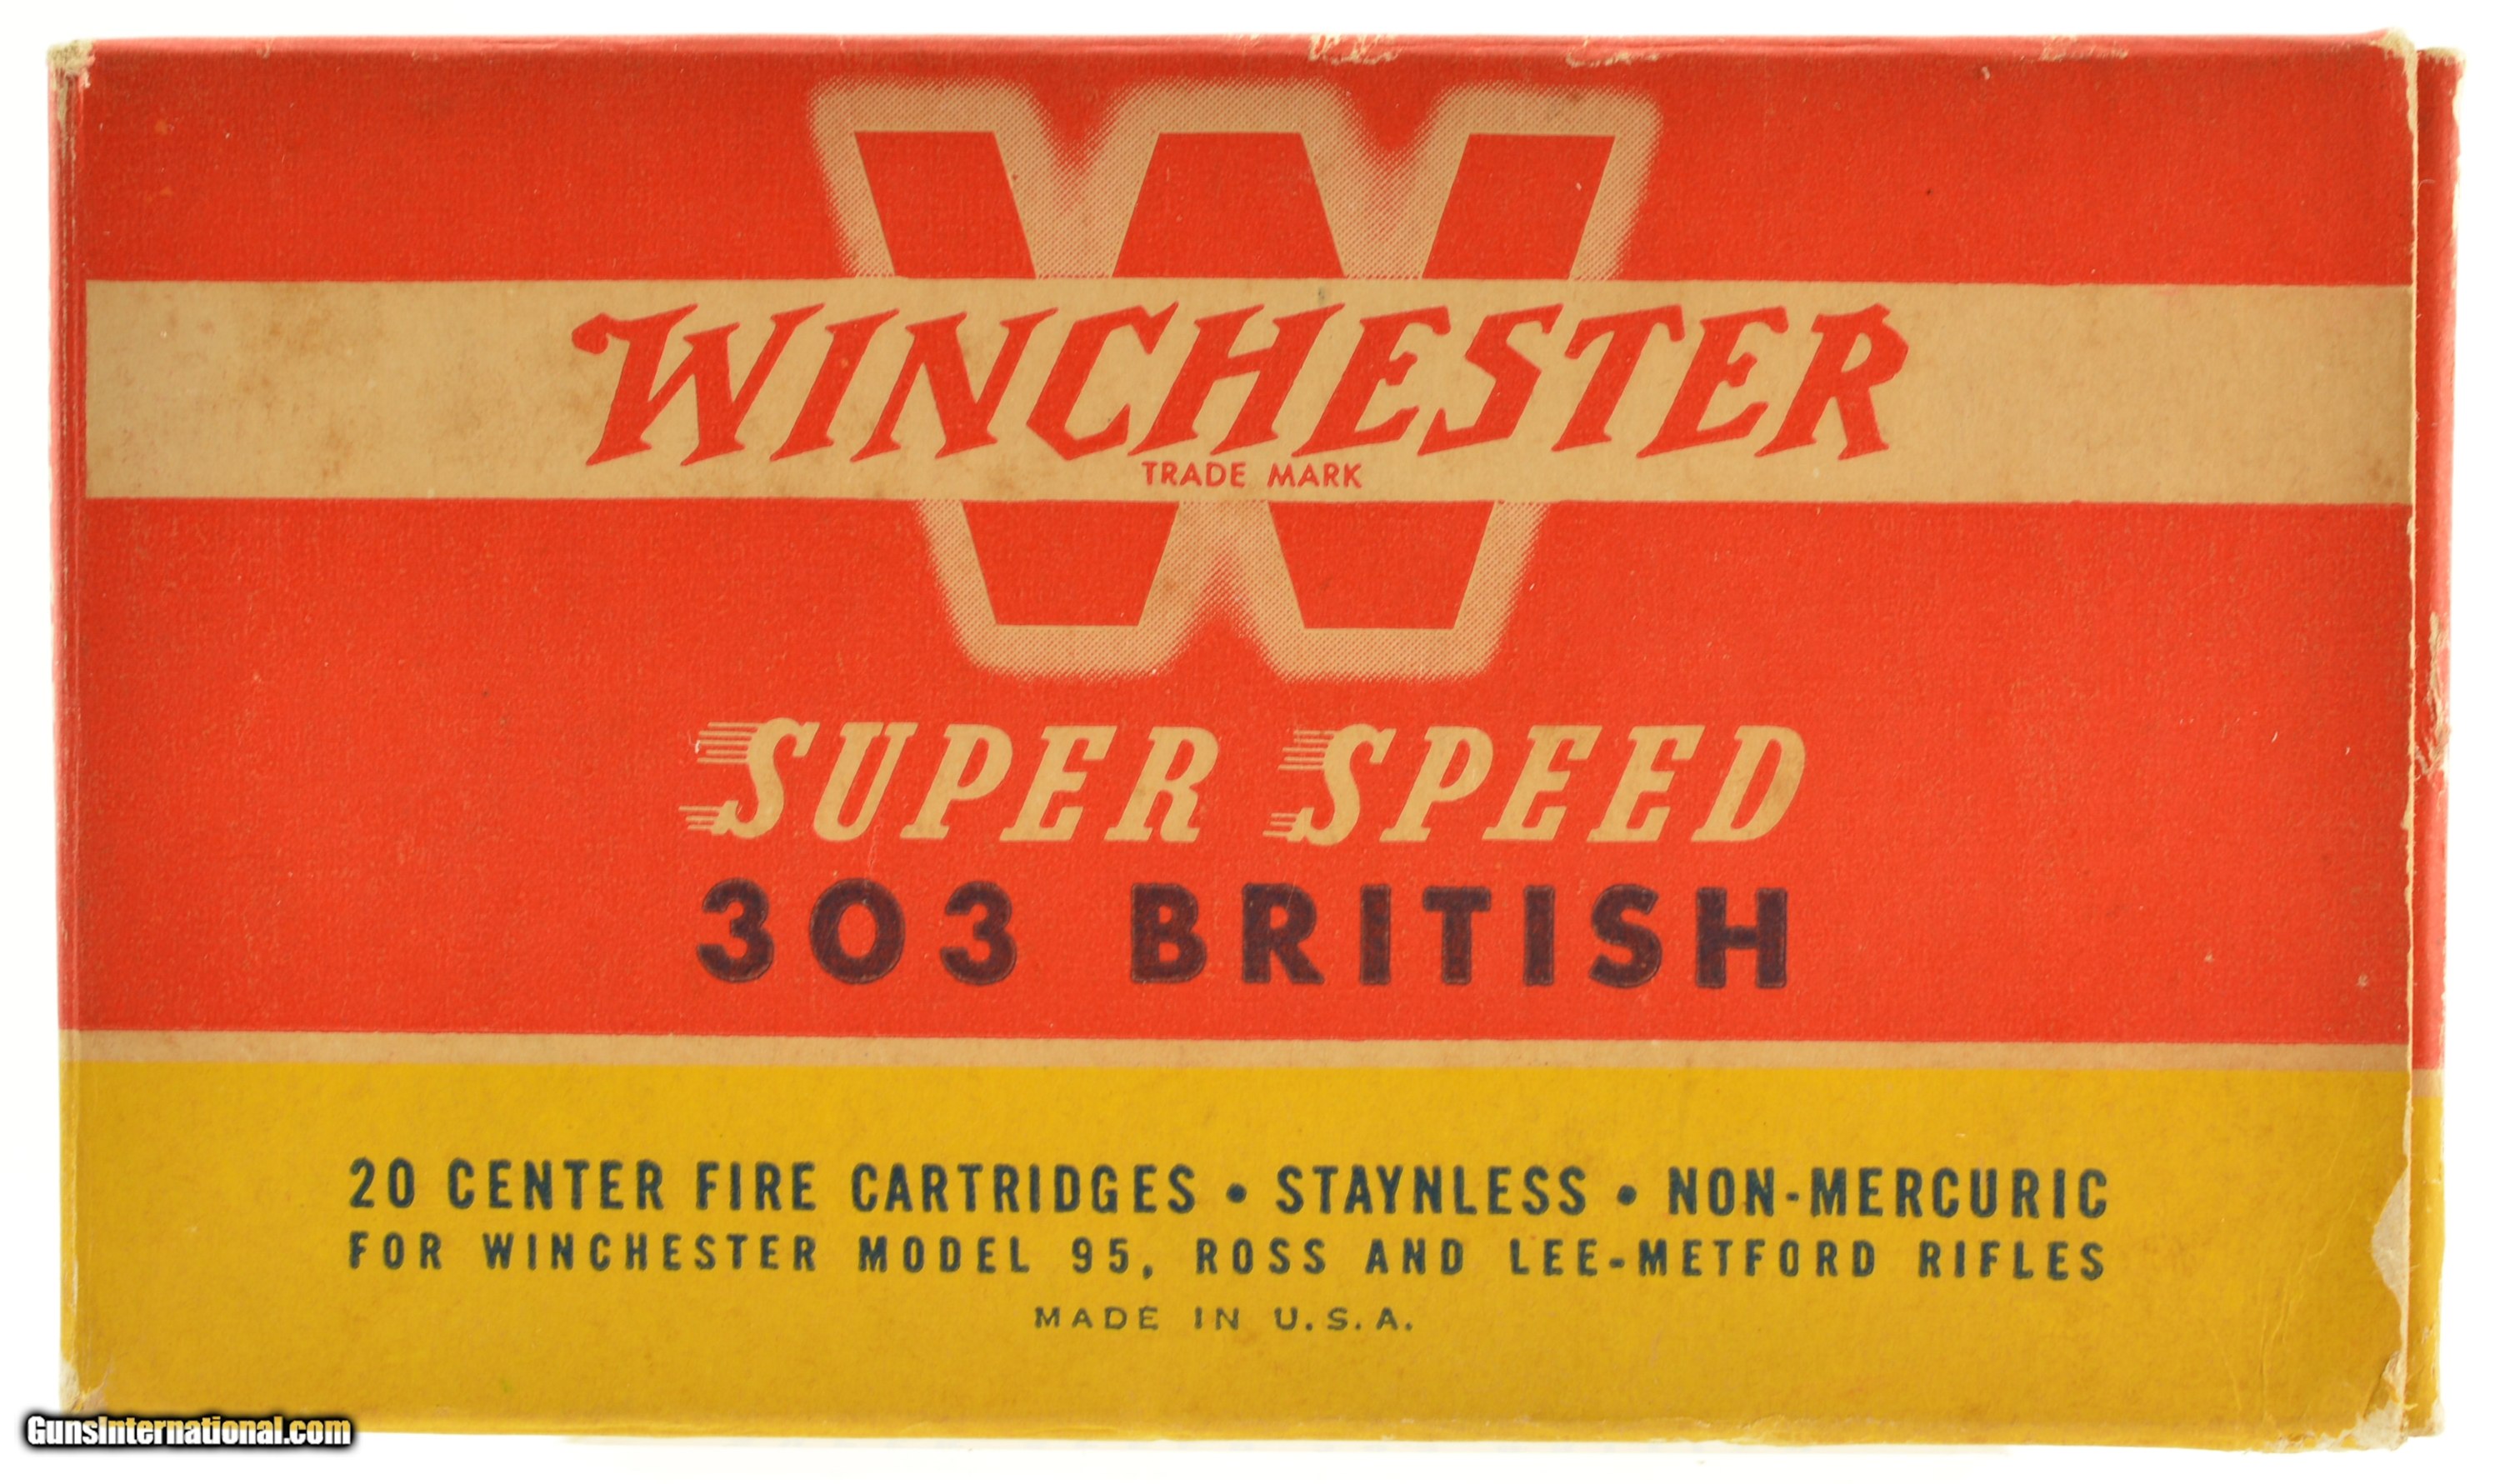 W
WINCHESTER
TRADE MARK
SUPER SPEED
303 BRITISH
20 CENTER FIRE CARTRIDGES • STAYNLESS • NON-MERCURIC
FOR WINCHESTER MODEL 95, ROSS AND LEE-METFORD RIFLES
MADE IN U.S.A.
GunsInternational.com